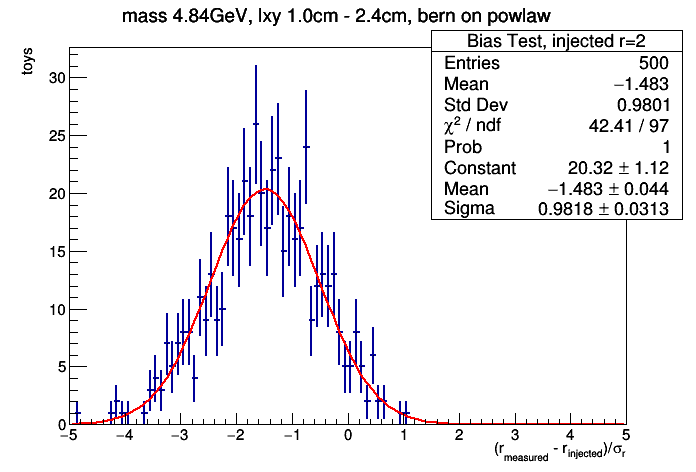 mass 4.84GeV, lxy 1.0cm - 2.4cm, bern on powlaw
toys
Bias Test, injected r=2
Entries 500
Mean −1.483
Std Dev 0.9801
χ² / ndf 42.41 / 97
Prob 1
Constant 20.32 ± 1.12
Mean −1.483 ± 0.044
Sigma 0.9818 ± 0.0313
30
25
20
15
10
5
0
−5 −4 −3 −2 −1 0 1 2 3 4 5
(r_measured - r_injected)/σ_r